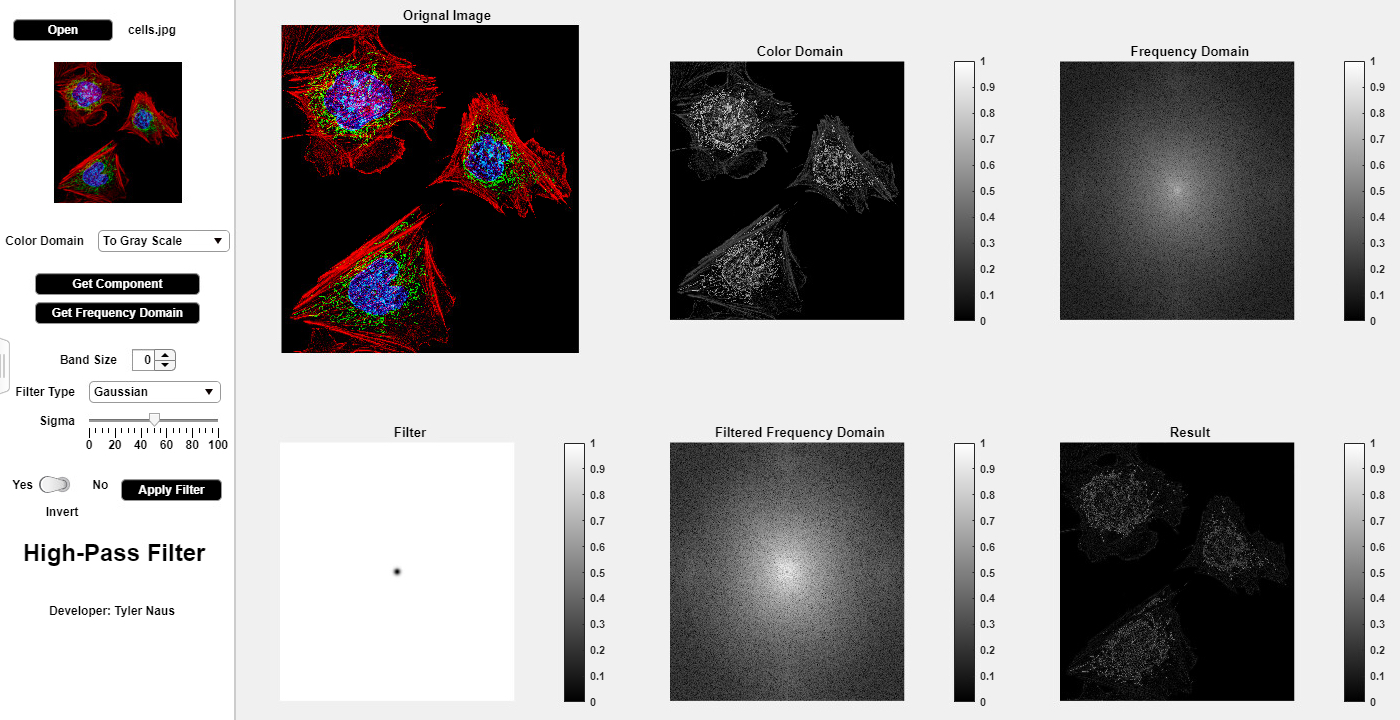 Open
cells.jpg
Color Domain
To Gray Scale
Get Component
Get Frequency Domain
Band Size
0
Filter Type
Gaussian
Sigma
0 20 40 60 80 100
Yes
No
Apply Filter
Invert
High-Pass Filter
Developer: Tyler Naus
Orignal Image
Color Domain
1
0.9
0.8
0.7
0.6
0.5
0.4
0.3
0.2
0.1
0
Frequency Domain
1
0.9
0.8
0.7
0.6
0.5
0.4
0.3
0.2
0.1
0
Filter
1
0.9
0.8
0.7
0.6
0.5
0.4
0.3
0.2
0.1
0
Filtered Frequency Domain
1
0.9
0.8
0.7
0.6
0.5
0.4
0.3
0.2
0.1
0
Result
1
0.9
0.8
0.7
0.6
0.5
0.4
0.3
0.2
0.1
0